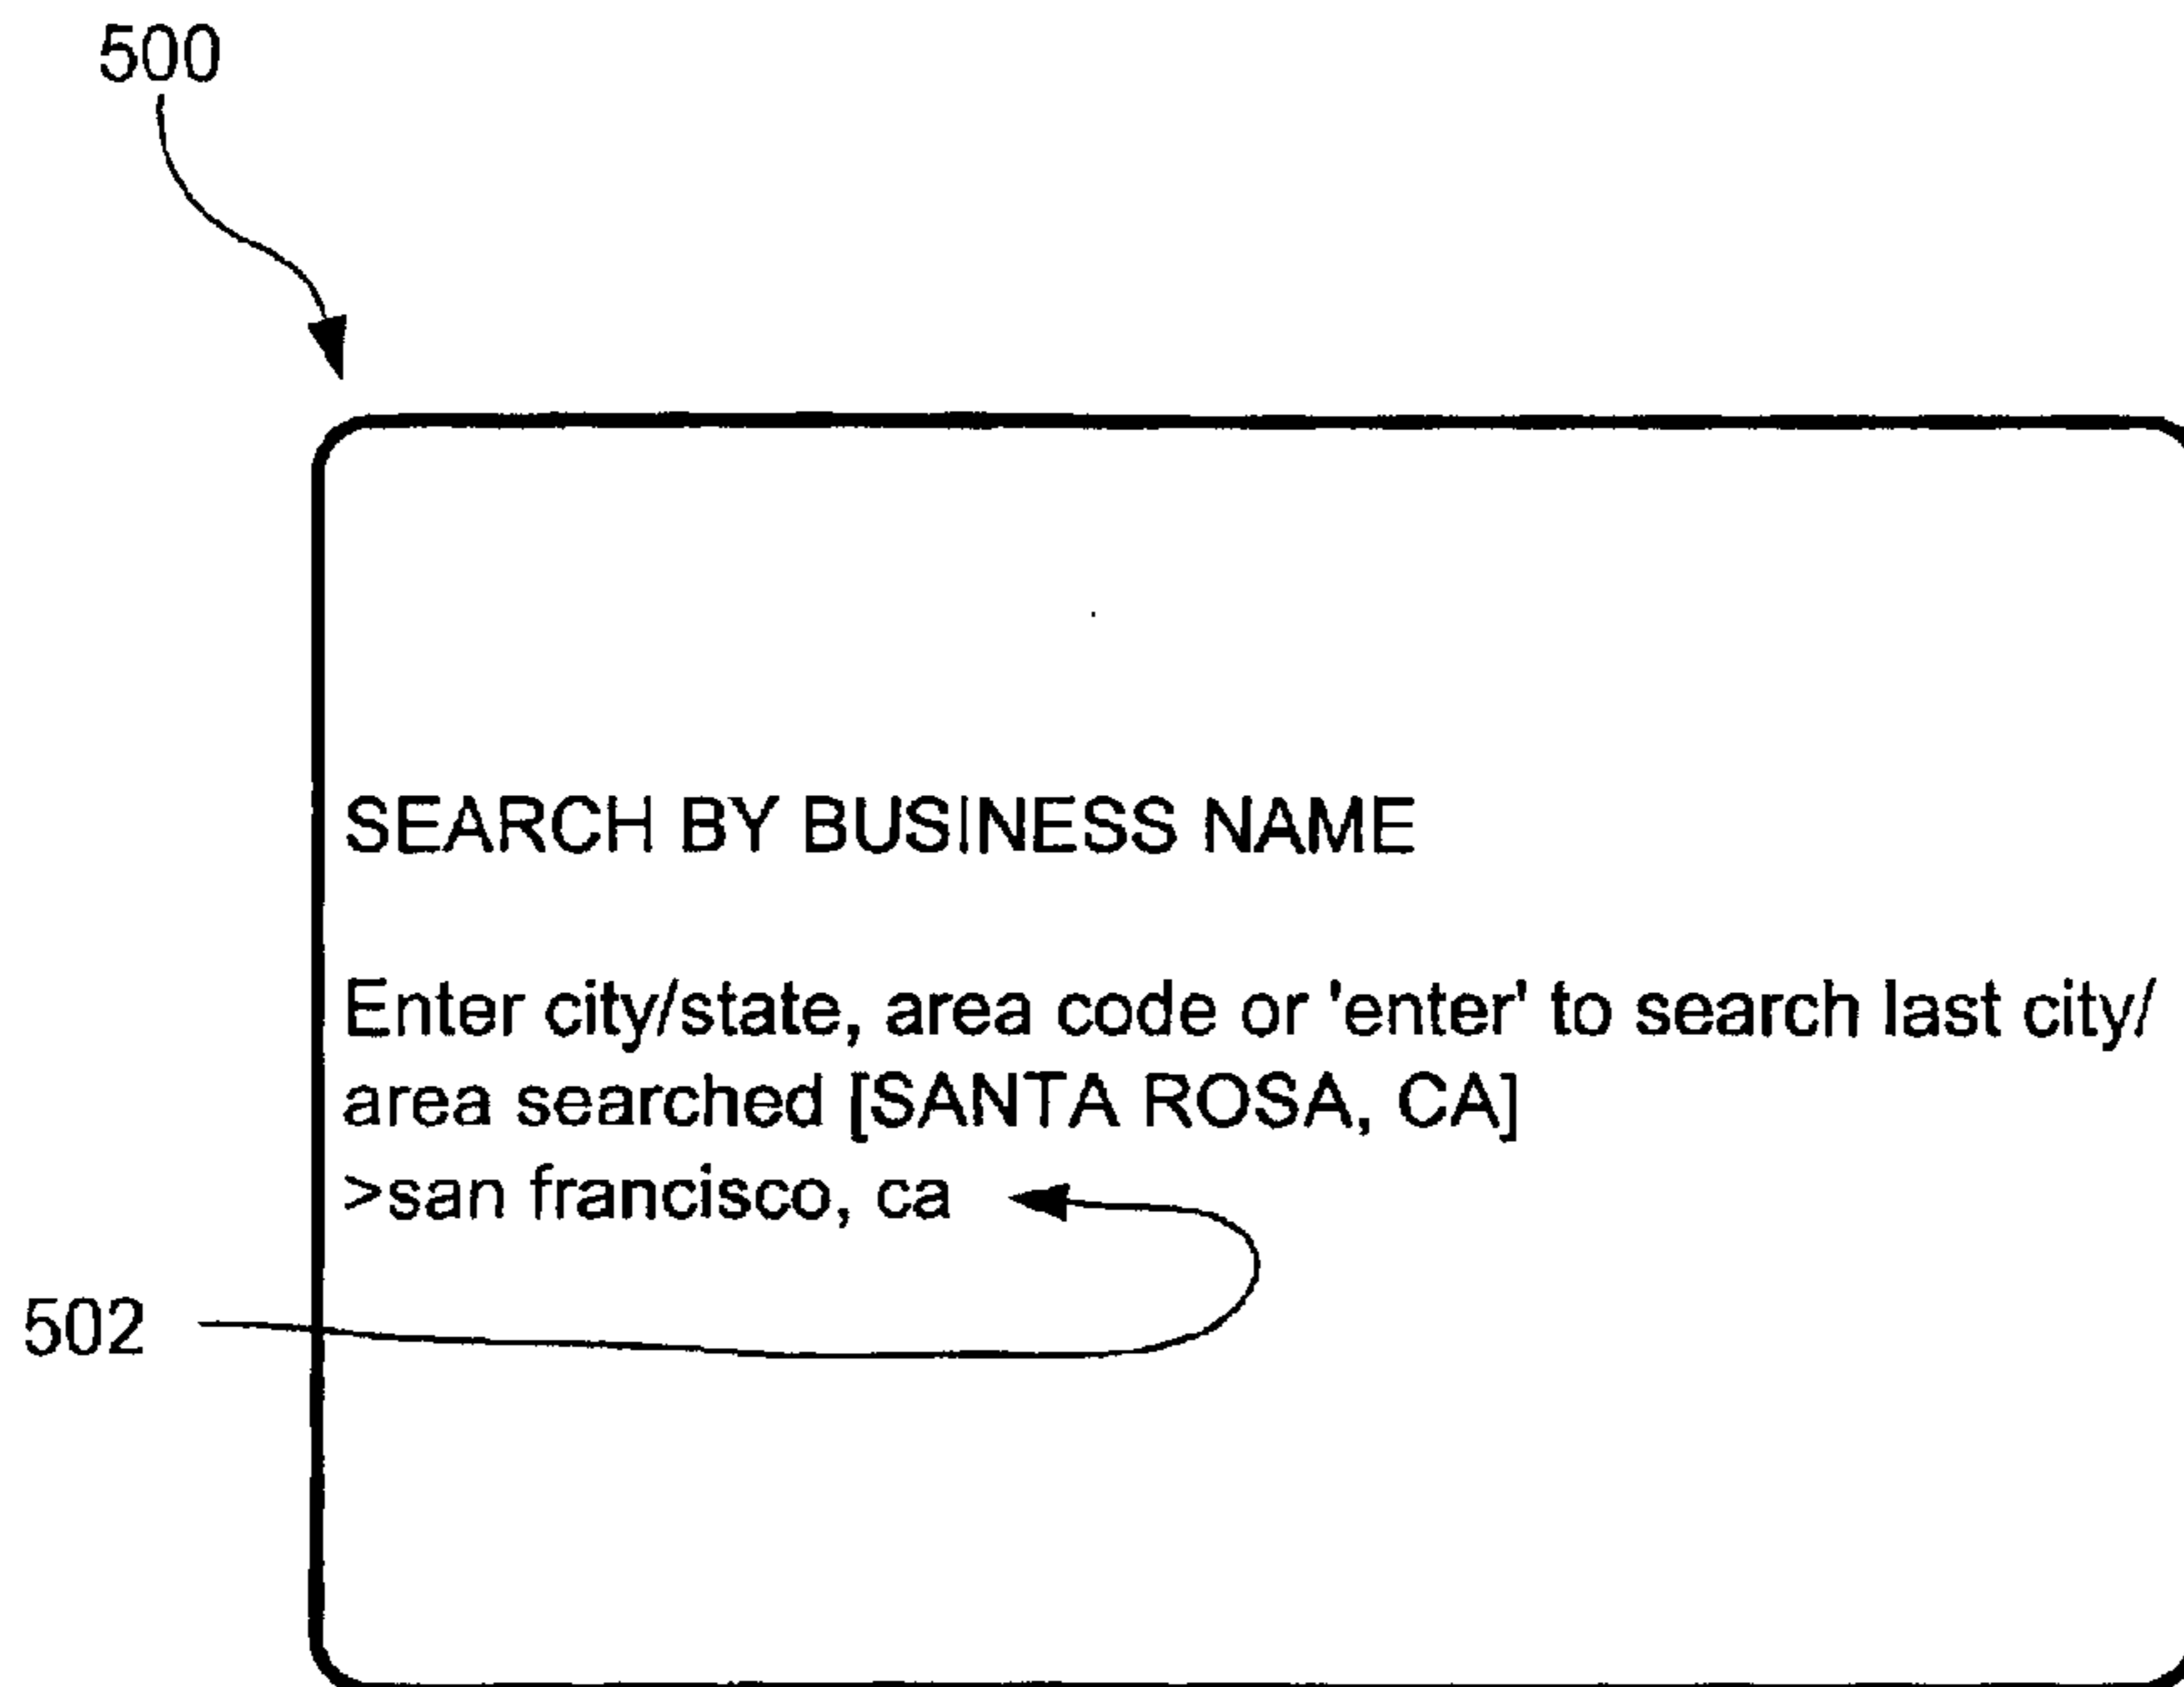 500
SEARCH BY BUSINESS NAME
Enter city/state, area code or 'enter' to search last city/
area searched [SANTA ROSA, CA]
>san francisco, ca
502